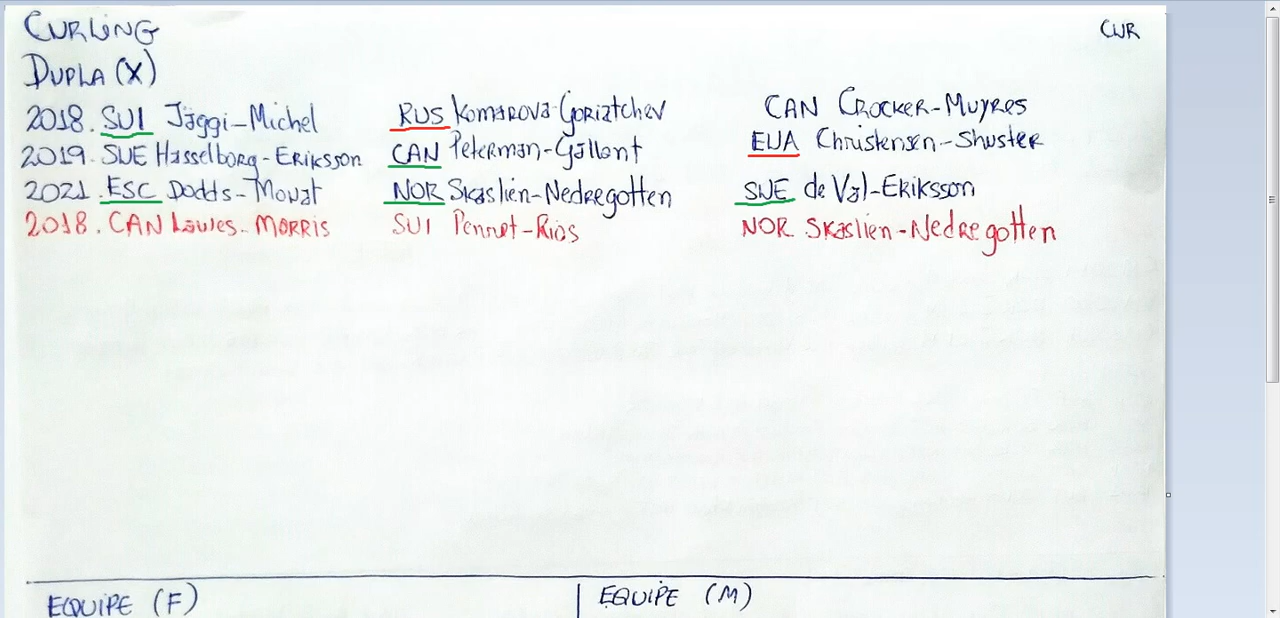 CURLING
CUR
DUPLA (X)
2018. SUI Jäggi-Michel RUS Komarova-Goriatchev CAN Crocker-Muyres
2019. SUE Hasselborg-Eriksson CAN Peterman-Gallant EUA Christensen-Shuster
2021. ESC Dodds-Mouat NOR Skaslien-Nedregotten SUE de Val-Eriksson
2018. CAN Lawes-Morris SUI Perret-Rios NOR Skaslien-Nedregotten
EQUIPE (F) EQUIPE (M)